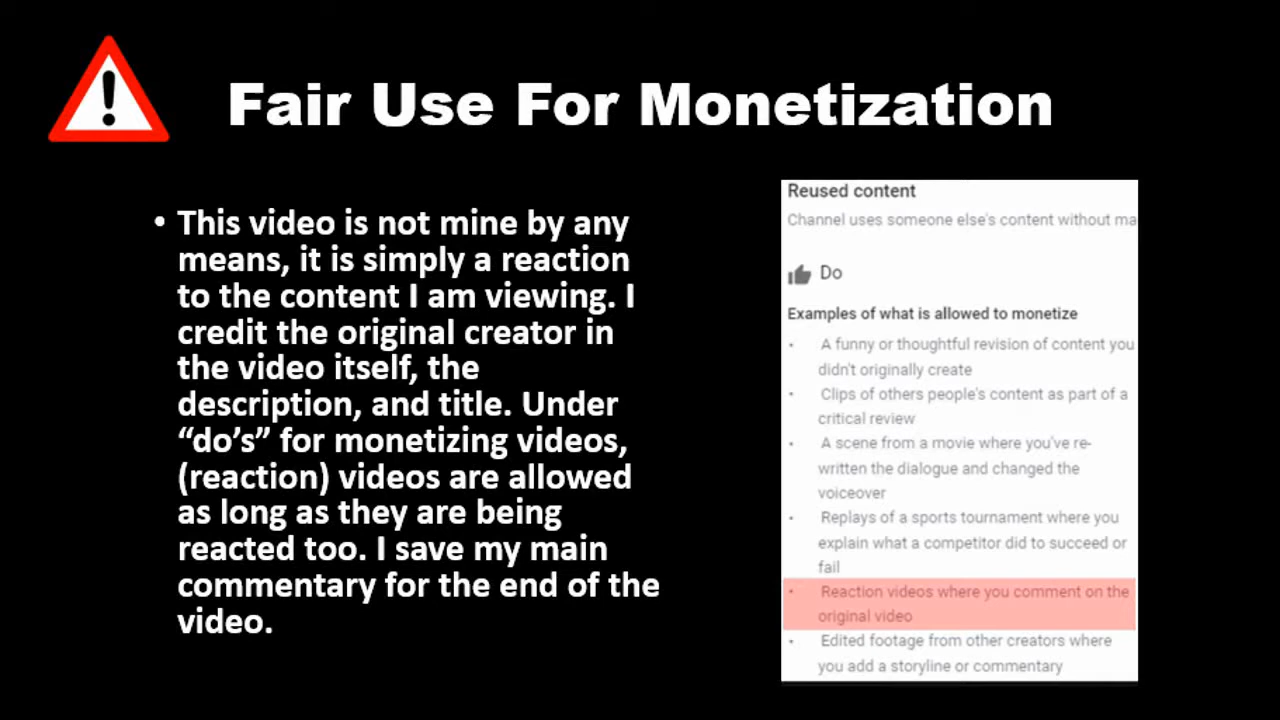 Fair Use For Monetization
• This video is not mine by any
means, it is simply a reaction
to the content I am viewing. I
credit the original creator in
the video itself, the
description, and title. Under
“do’s” for monetizing videos,
(reaction) videos are allowed
as long as they are being
reacted too. I save my main
commentary for the end of the
video.
Reused content
Channel uses someone else's content without ma
Do
Examples of what is allowed to monetize
• A funny or thoughtful revision of content you
didn't originally create
• Clips of others people's content as part of a
critical review
• A scene from a movie where you've re-
written the dialogue and changed the
voiceover
• Replays of a sports tournament where you
explain what a competitor did to succeed or
fail
• Reaction videos where you comment on the
original video
• Edited footage from other creators where
you add a storyline or commentary